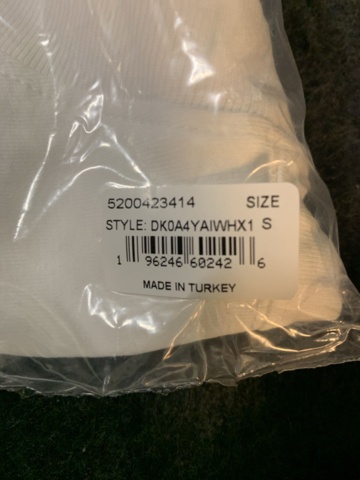 5200423414 SIZE
STYLE: DK0A4YAIWHX1 S
1 96246 60242 6
MADE IN TURKEY